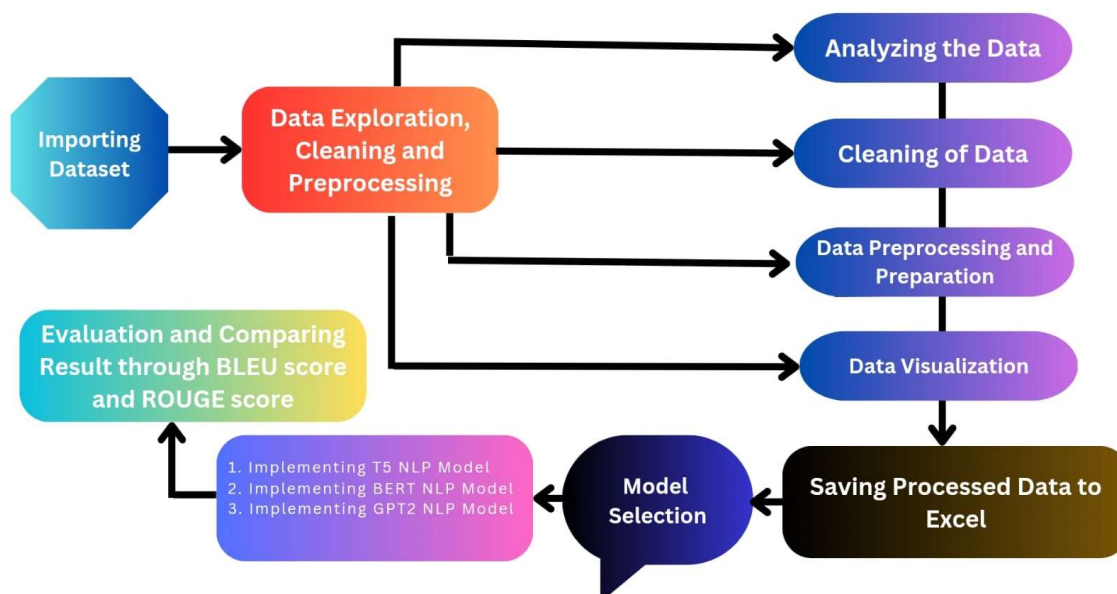 Importing
Dataset
Data Exploration,
Cleaning and
Preprocessing
Analyzing the Data
Cleaning of Data
Data Preprocessing and
Preparation
Data Visualization
Saving Processed Data to
Excel
Model
Selection
1. Implementing T5 NLP Model
2. Implementing BERT NLP Model
3. Implementing GPT2 NLP Model
Evaluation and Comparing
Result through BLEU score
and ROUGE score